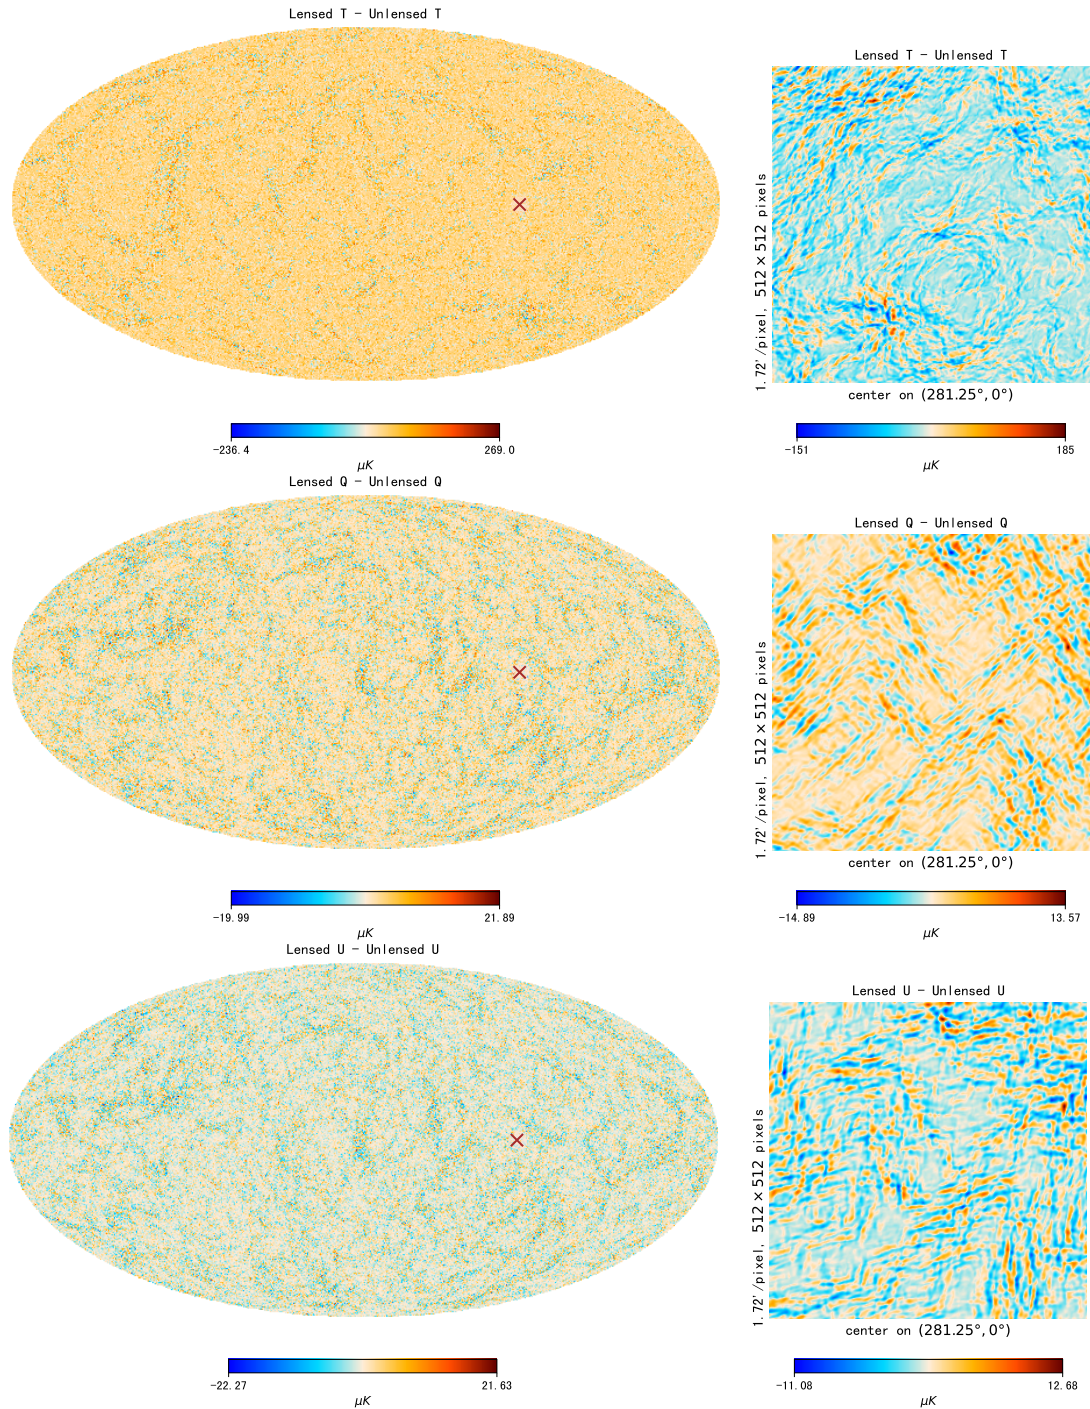 Lensed T − Unlensed T
−236.4 269.0
μK
Lensed T − Unlensed T
1.72'/pixel, 512 × 512 pixels
center on (281.25°, 0°)
−151 185
μK
Lensed Q − Unlensed Q
−19.99 21.89
μK
Lensed Q − Unlensed Q
1.72'/pixel, 512 × 512 pixels
center on (281.25°, 0°)
−14.89 13.57
μK
Lensed U − Unlensed U
−22.27 21.63
μK
Lensed U − Unlensed U
1.72'/pixel, 512 × 512 pixels
center on (281.25°, 0°)
−11.08 12.68
μK